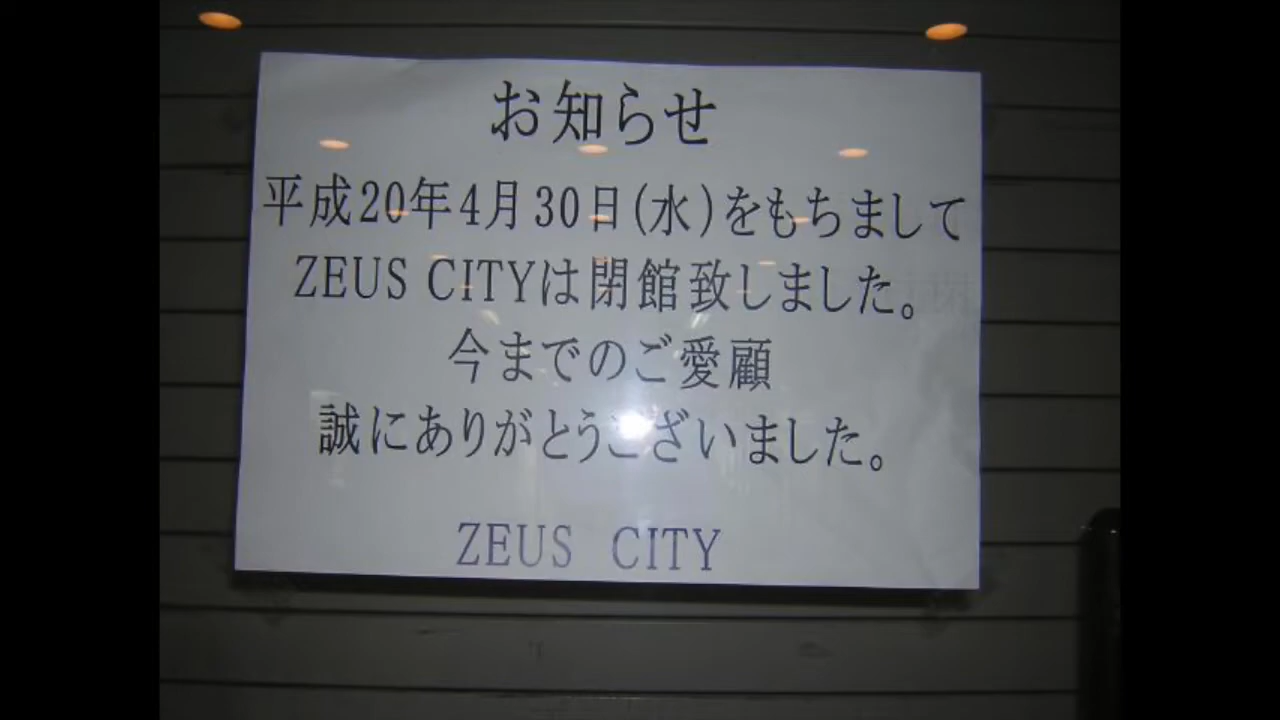 お知らせ
平成20年4月30日(水)をもちまして
ZEUS CITYは閉館致しました。
今までのご愛顧
誠にありがとうございました。
ZEUS CITY